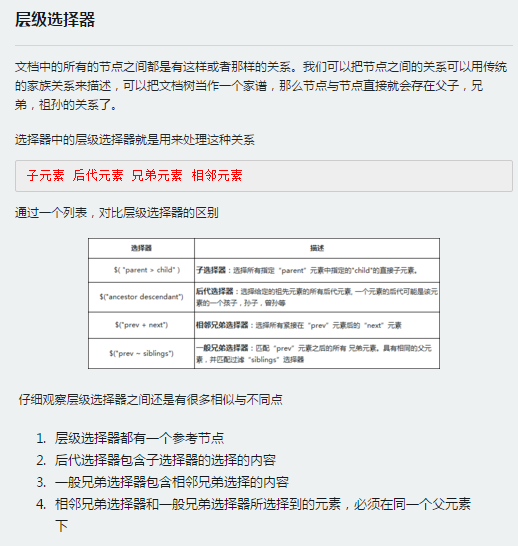 层级选择器
文档中的所有的节点之间都是有这样或者那样的关系。我们可以把节点之间的关系可以用传统
的家族关系来描述，可以把文档树当作一个家谱，那么节点与节点直接就会存在父子，兄
弟，祖孙的关系了。
选择器中的层级选择器就是用来处理这种关系
子元素 后代元素 兄弟元素 相邻元素
通过一个列表，对比层级选择器的区别
选择器 描述
$( "parent > child" ) 子选择器：选择所有指定 "parent" 元素中指定的"child"的直接子元素。
$("ancestor descendant") 后代选择器：选择给定的祖先元素的所有后代元素, 一个元素的后代可能是该元
素的一个孩子，孙子，曾孙等
$("prev + next") 相邻兄弟选择器：选择所有紧接在 "prev" 元素后的 "next" 元素
$("prev ~ siblings") 一般兄弟选择器：匹配 "prev" 元素之后的所有 兄弟元素。具有相同的父元
素，并匹配过滤 "siblings" 选择器
仔细观察层级选择器之间还是有很多相似与不同点
1. 层级选择器都有一个参考节点
2. 后代选择器包含子选择器的选择的内容
3. 一般兄弟选择器包含相邻兄弟选择的内容
4. 相邻兄弟选择器和一般兄弟选择器所选择到的元素，必须在同一个父元素
下